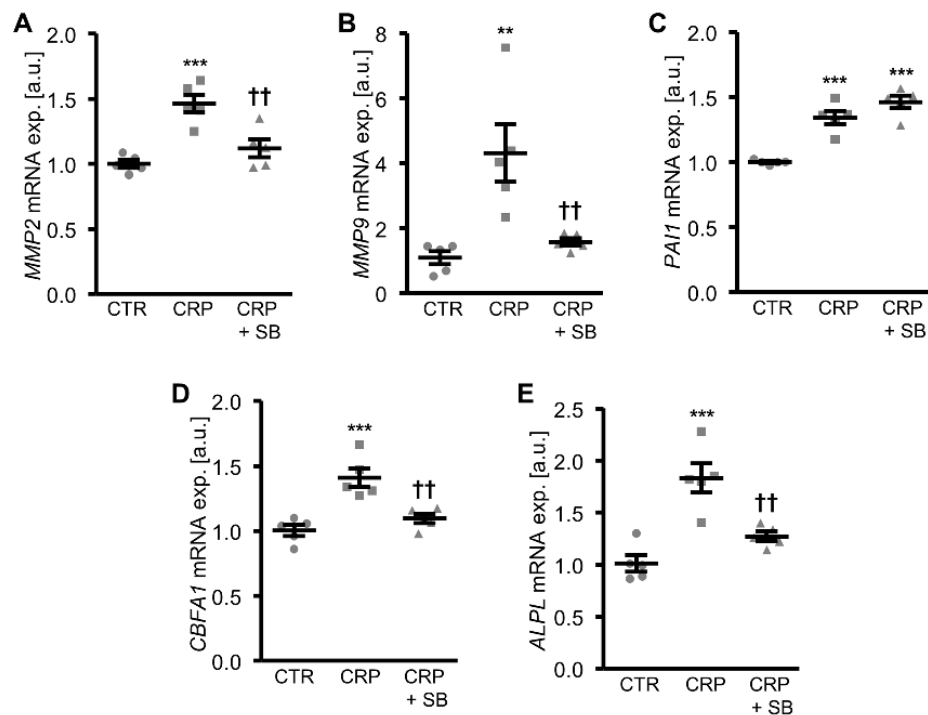 A
MMP2 mRNA exp. [a.u.]
2.0
1.5
1.0
0.5
0.0
***
††
CTR
CRP
CRP
+ SB
B
MMP9 mRNA exp. [a.u.]
8
6
4
2
0
**
††
CTR
CRP
CRP
+ SB
C
PAI1 mRNA exp. [a.u.]
2.0
1.5
1.0
0.5
0.0
***
***
CTR
CRP
CRP
+ SB
D
CBFA1 mRNA exp. [a.u.]
2.0
1.5
1.0
0.5
0.0
***
††
CTR
CRP
CRP
+ SB
E
ALPL mRNA exp. [a.u.]
2.5
2.0
1.5
1.0
0.5
0.0
***
††
CTR
CRP
CRP
+ SB